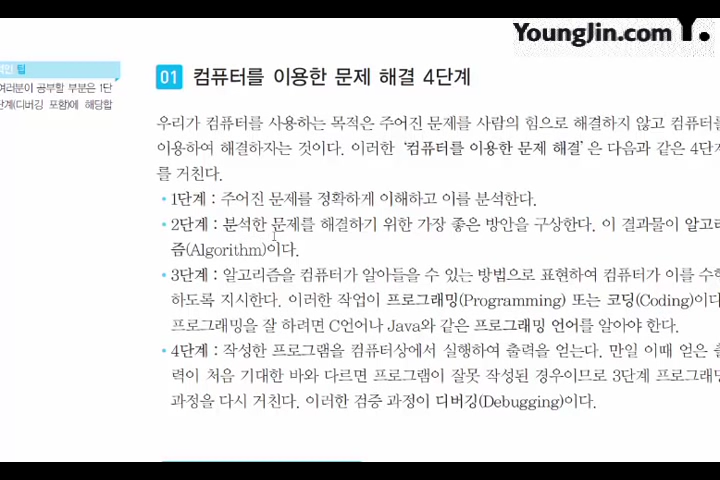 YoungJin.com Y.
팁
여러분이 공부할 부분은 1단
단계(디버깅 포함)에 해당합
01 컴퓨터를 이용한 문제 해결 4단계
우리가 컴퓨터를 사용하는 목적은 주어진 문제를 사람의 힘으로 해결하지 않고 컴퓨터를
이용하여 해결하자는 것이다. 이러한 ‘컴퓨터를 이용한 문제 해결’은 다음과 같은 4단계
를 거친다.
• 1단계 : 주어진 문제를 정확하게 이해하고 이를 분석한다.
• 2단계 : 분석한 문제를 해결하기 위한 가장 좋은 방안을 구상한다. 이 결과물이 알고리
즘(Algorithm)이다.
• 3단계 : 알고리즘을 컴퓨터가 알아들을 수 있는 방법으로 표현하여 컴퓨터가 이를 수행
하도록 지시한다. 이러한 작업이 프로그래밍(Programming) 또는 코딩(Coding)이다
프로그래밍을 잘 하려면 C언어나 Java와 같은 프로그래밍 언어를 알아야 한다.
• 4단계 : 작성한 프로그램을 컴퓨터상에서 실행하여 출력을 얻는다. 만일 이때 얻은 출
력이 처음 기대한 바와 다르면 프로그램이 잘못 작성된 경우이므로 3단계 프로그래밍
과정을 다시 거친다. 이러한 검증 과정이 디버깅(Debugging)이다.